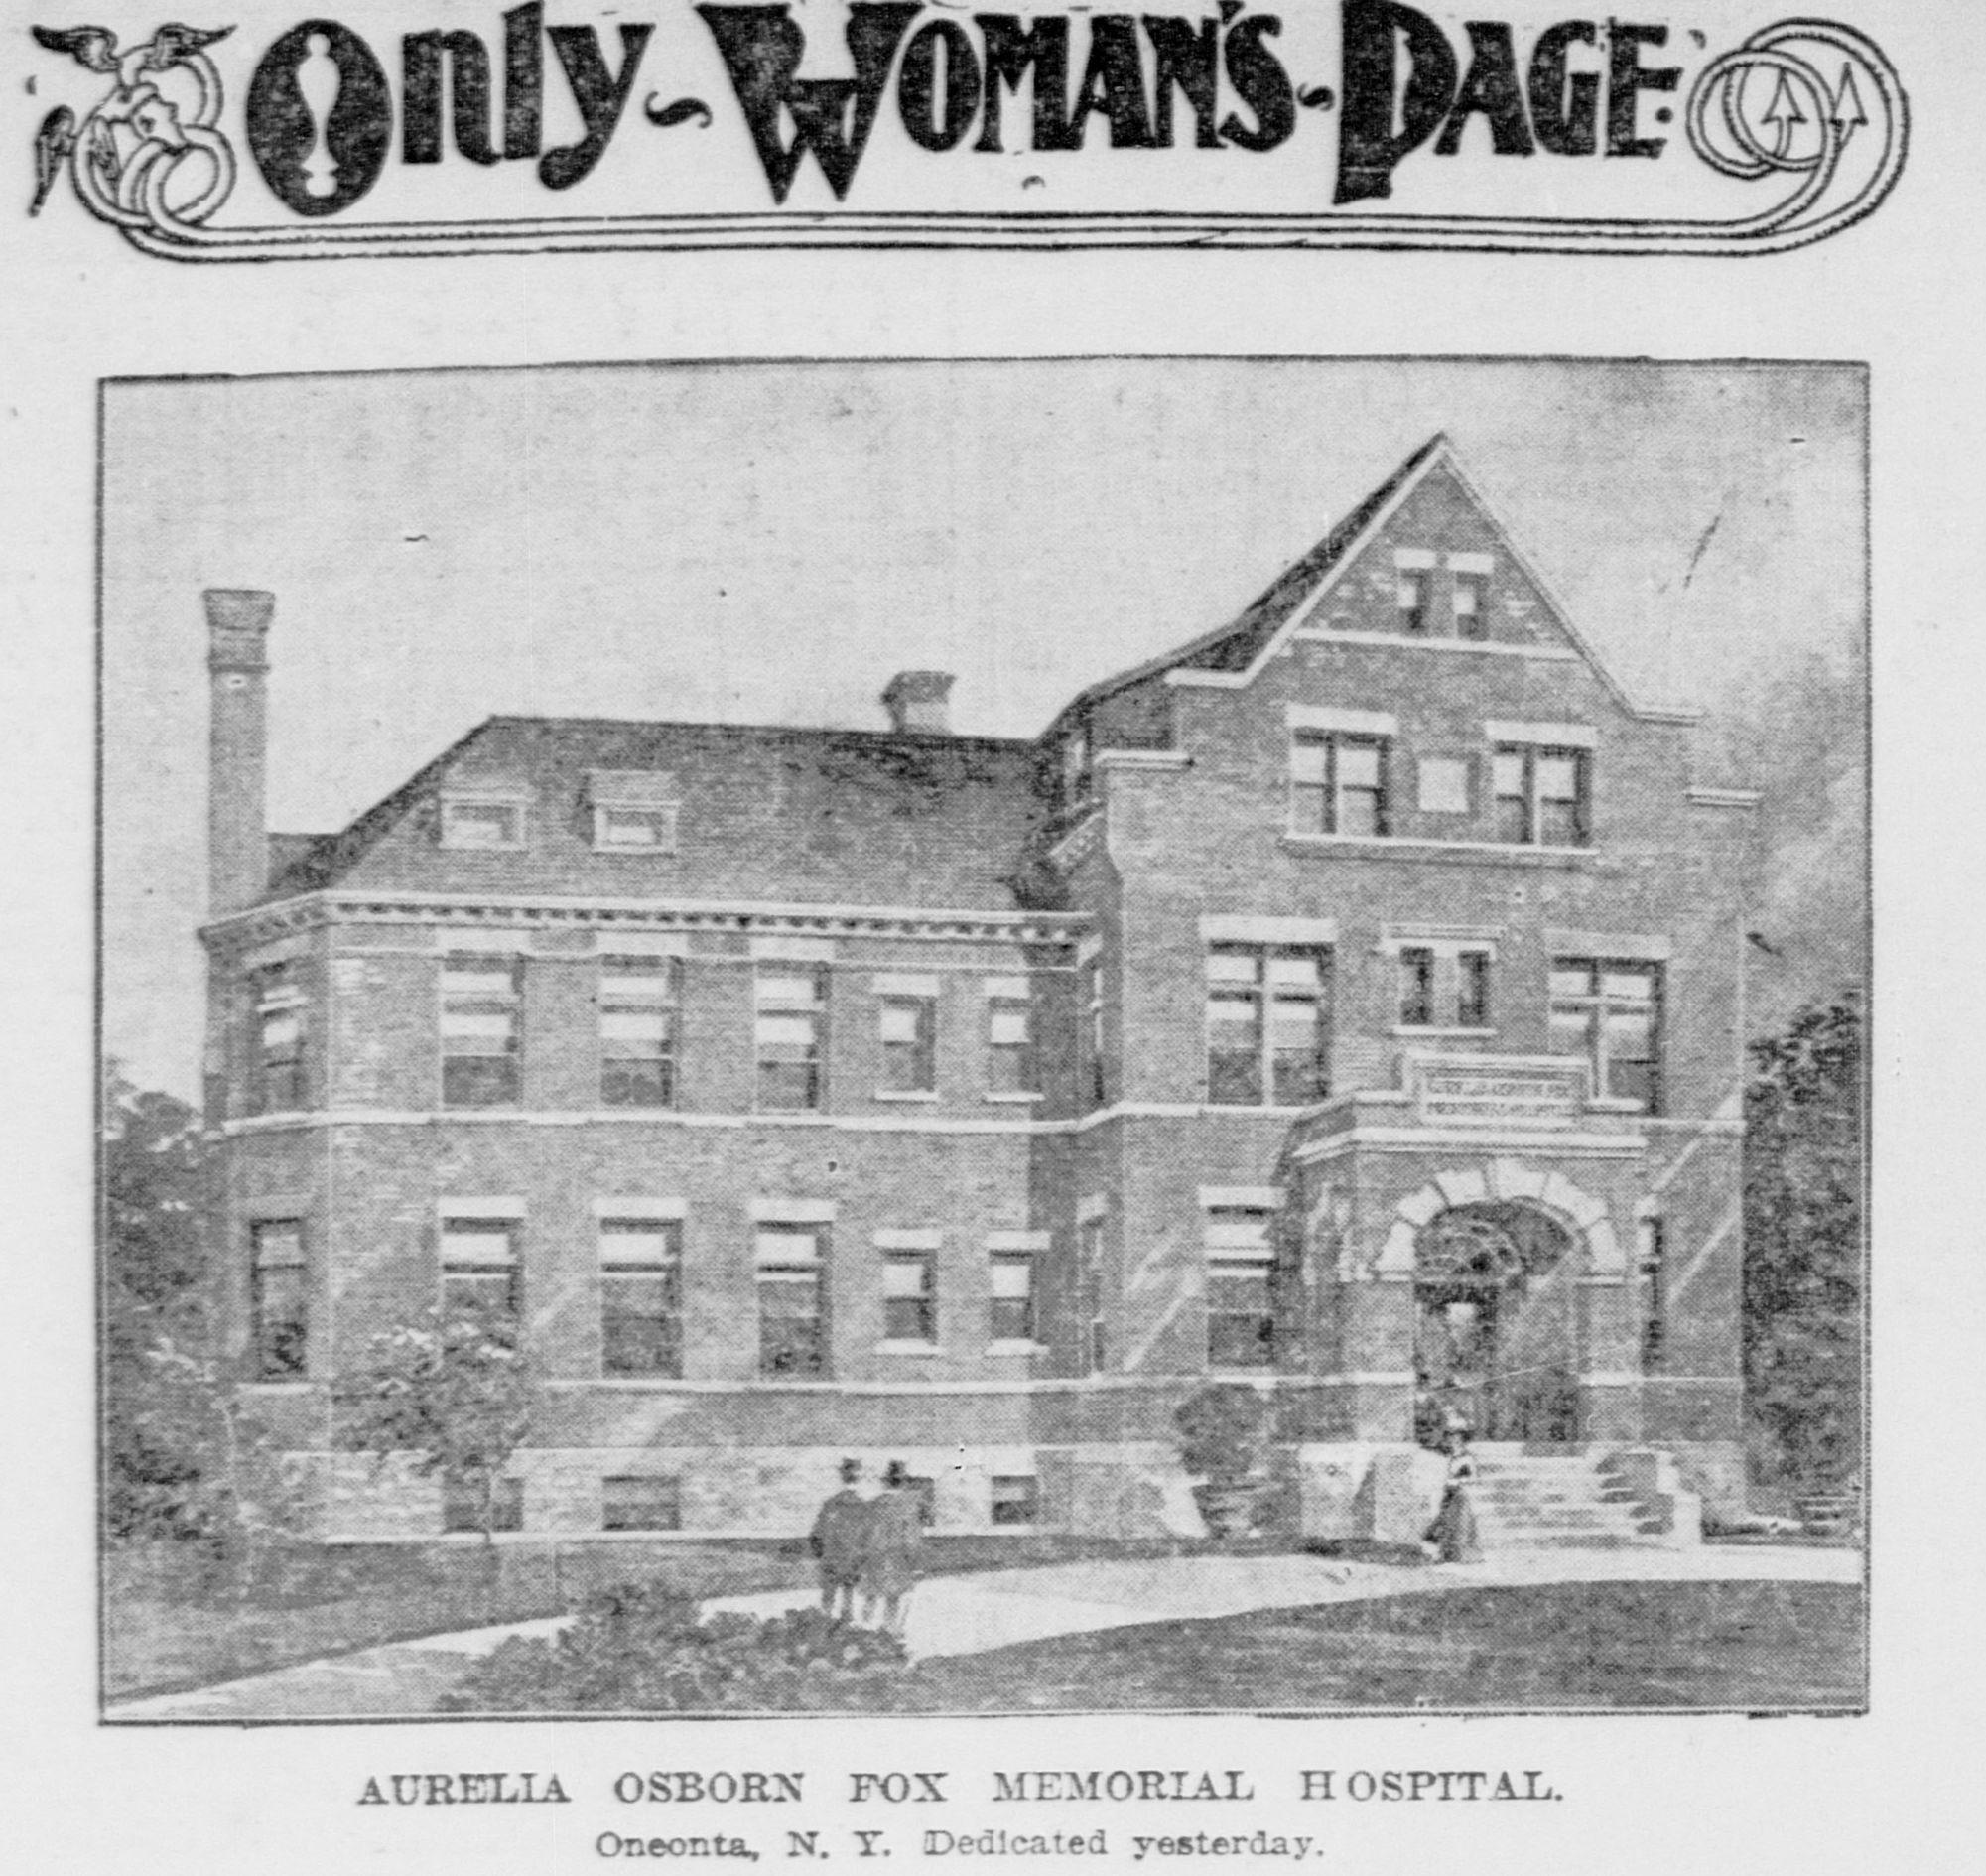 Only~WOMAN'S~PAGE.
AURELIA OSBORN FOX MEMORIAL HOSPITAL.
Oneonta, N. Y. Dedicated yesterday.